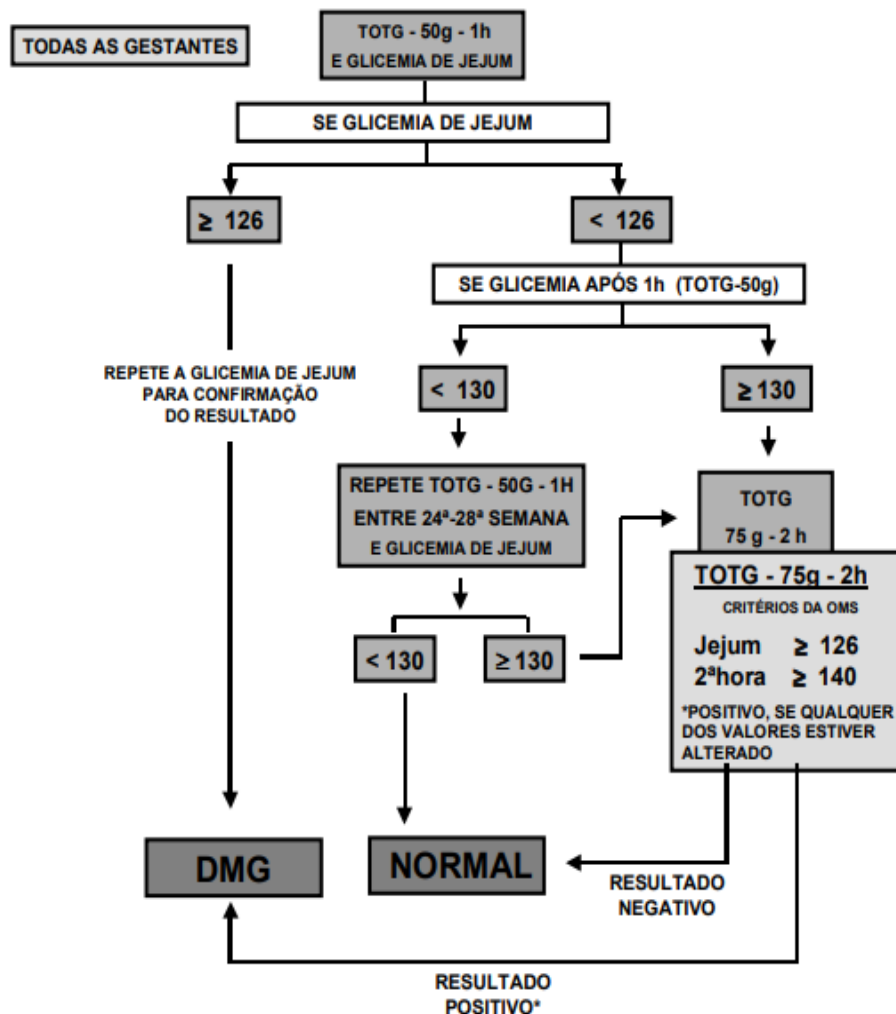 TODAS AS GESTANTES
TOTG - 50g - 1h
E GLICEMIA DE JEJUM
SE GLICEMIA DE JEJUM
≥ 126
< 126
SE GLICEMIA APÓS 1h (TOTG-50g)
REPETE A GLICEMIA DE JEJUM
PARA CONFIRMAÇÃO
DO RESULTADO
< 130
≥ 130
REPETE TOTG - 50G - 1H
ENTRE 24ª-28ª SEMANA
E GLICEMIA DE JEJUM
TOTG
75 g - 2 h
TOTG - 75g - 2h
CRITÉRIOS DA OMS
Jejum ≥ 126
2ªhora ≥ 140
*POSITIVO, SE QUALQUER
DOS VALORES ESTIVER
ALTERADO
< 130
≥ 130
DMG
NORMAL
RESULTADO
NEGATIVO
RESULTADO
POSITIVO*